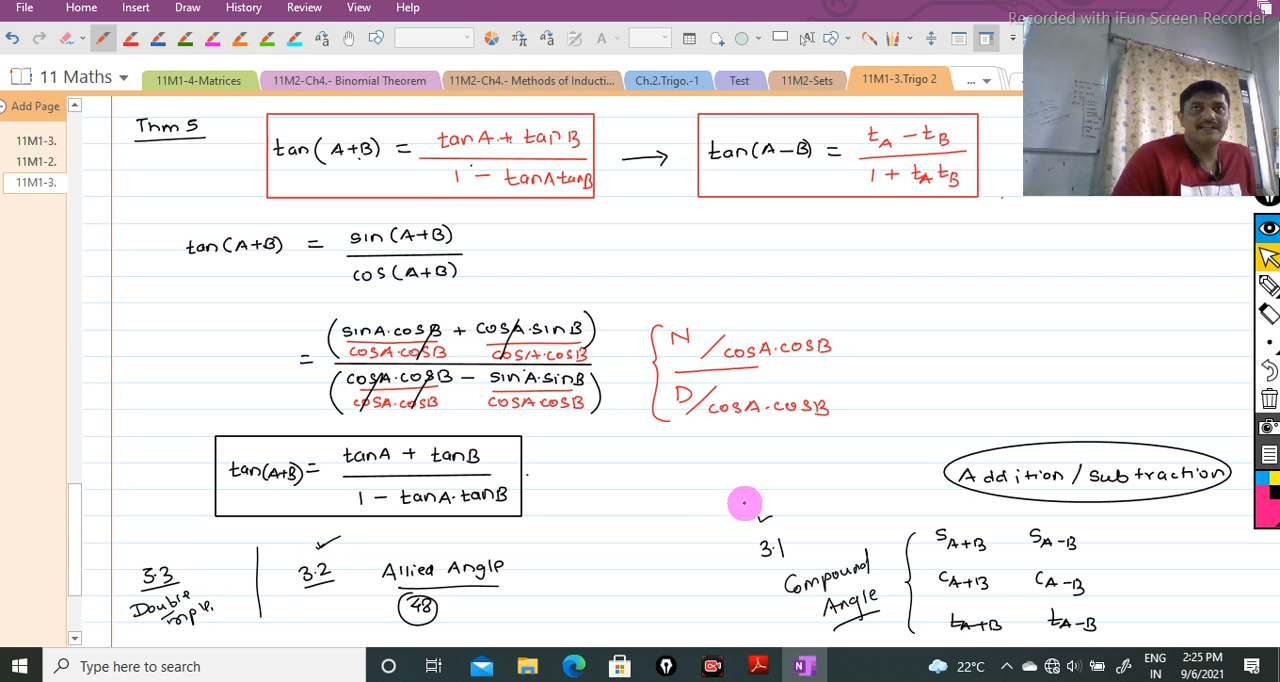 File Home Insert Draw History Review View Help
Recorded with iFun Screen Recorder
11 Maths
11M1-4-Matrices
11M2-Ch4.- Binomial Theorem
11M2-Ch4.- Methods of Inducti...
Ch.2.Trigo.-1
Test
11M2-Sets
11M1-3.Trigo 2
...
Add Page
11M1-3.
11M1-2.
11M1-3.
Thm 5
tan(A+B) = tanA + tanB / 1 - tanA tanB → tan(A-B) = tA - tB / 1 + tA tB
tan(A+B) = sin(A+B) / cos(A+B)
= (sinA.cosB / cosA.cosB + cosA.sinB / cosA.cosB) / (cosA.cosB / cosA.cosB - sinA.sinB / cosA cosB)
{ N / cosA.cosB
D / cosA.cosB
tan(A+B) = tanA + tanB / 1 - tanA.tanB
Addition / Subtraction
3.3
Double
3.2 Allied Angle
48
3.1
Compound
Angle
{ SA+B SA-B
CA+B CA-B
tA+B tA-B
Type here to search
22°C
ENG
IN
2:25 PM
9/6/2021